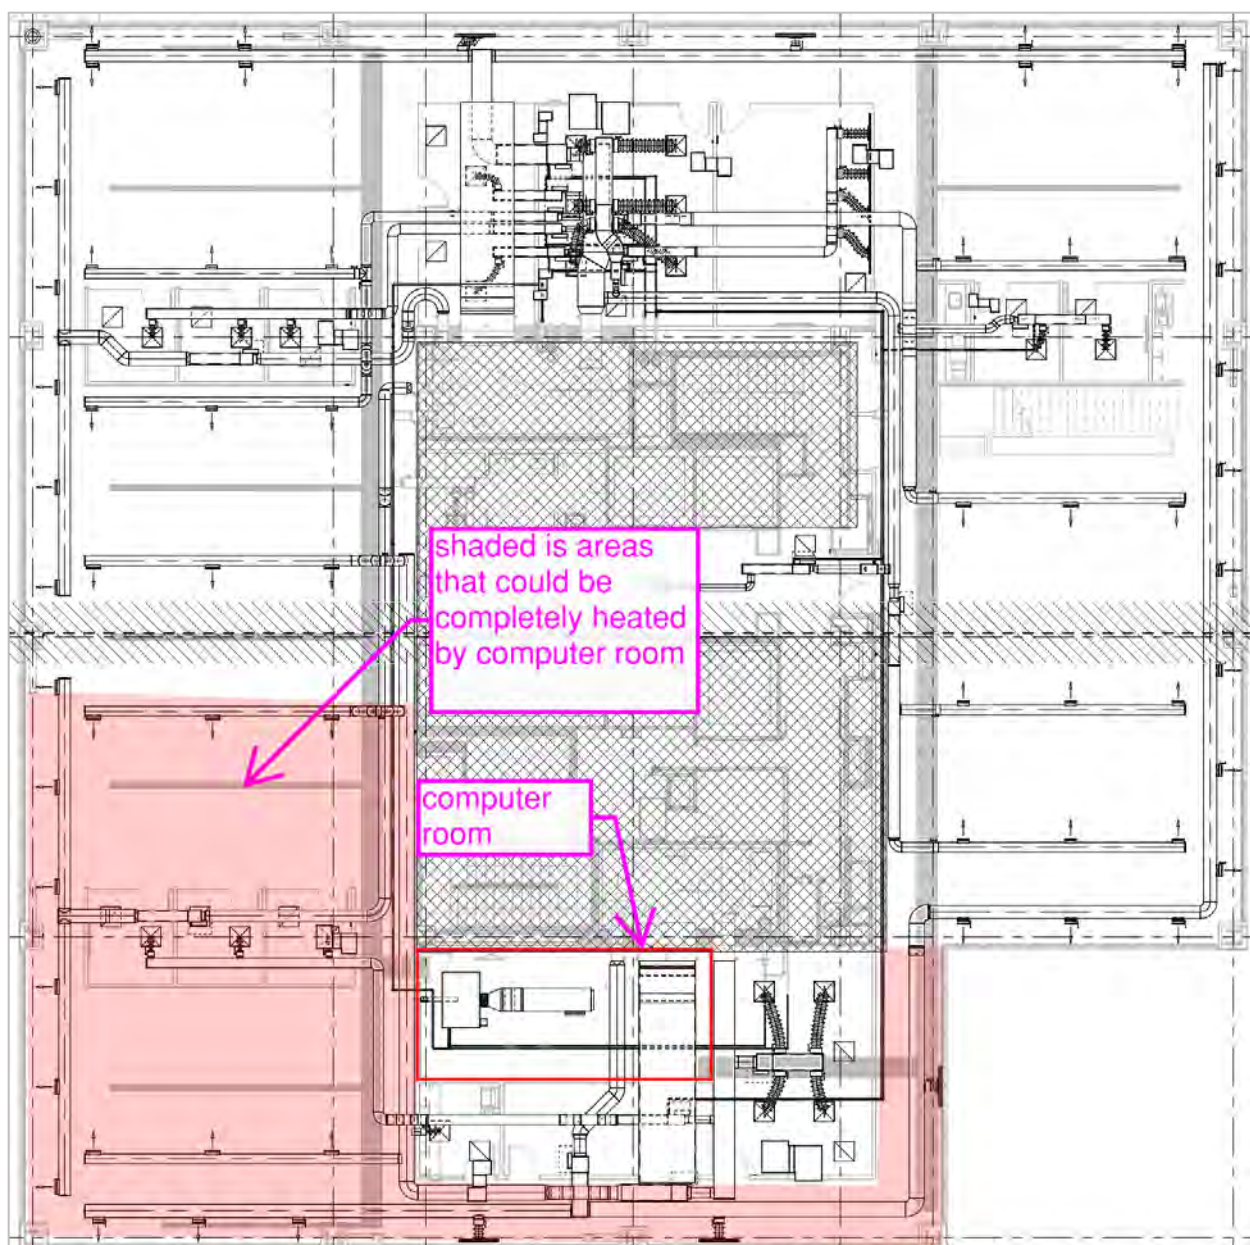 shaded is areas
that could be
completely heated
by computer room
computer
room